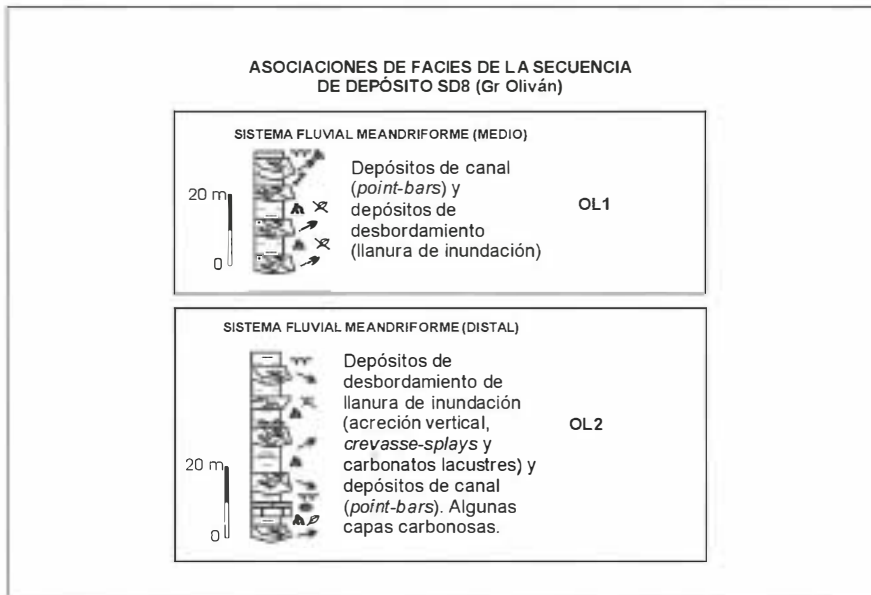 ASOCIACIONES DE FACIES DE LA SECUENCIA
DE DEPÓSITO SD8 (Gr Oliván)
SISTEMA FLUVIAL MEANDRIFORME (MEDIO)
20 m
0
Depósitos de canal
(point-bars) y
depósitos de
desbordamiento
(llanura de inundación)
OL1
SISTEMA FLUVIAL MEANDRIFORME (DISTAL)
20 m
0
Depósitos de
desbordamiento de
llanura de inundación
(acreción vertical,
crevasse-splays y
carbonatos lacustres) y
depósitos de canal
(point-bars). Algunas
capas carbonosas.
OL2